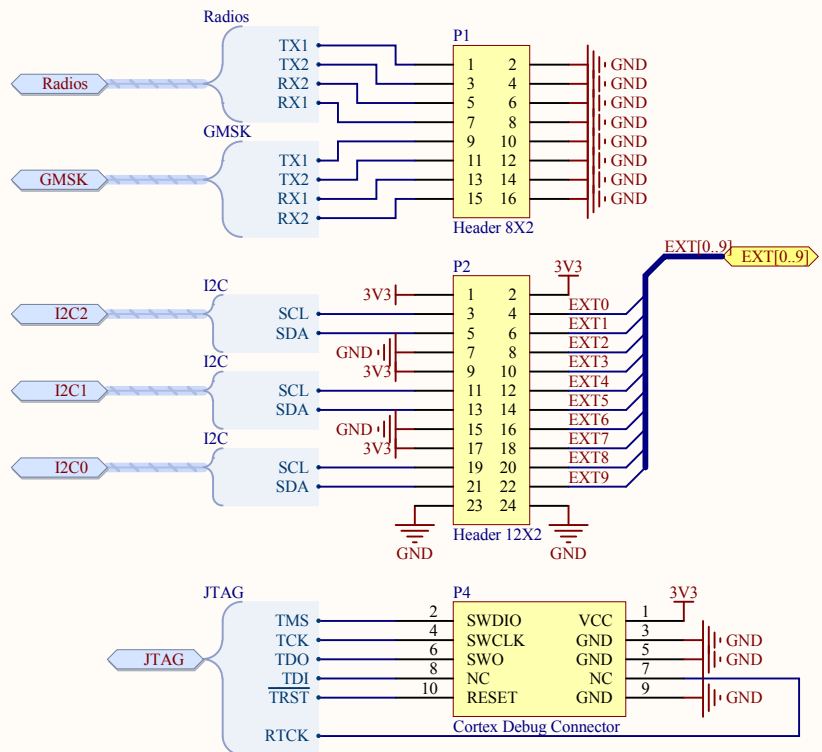 Radios
P1
TX1
TX2
RX2
RX1
Radios
1 2 GND
3 4 GND
5 6 GND
7 8 GND
9 10 GND
11 12 GND
13 14 GND
15 16 GND
GMSK
TX1
TX2
RX1
RX2
GMSK
Header 8X2
EXT[0..9]
EXT[0..9]
P2
3V3 1 2 3V3
I2C
I2C2
SCL 3 4 EXT0
SDA 5 6 EXT1
GND 7 8 EXT2
3V3 9 10 EXT3
I2C
I2C1
SCL 11 12 EXT4
SDA 13 14 EXT5
GND 15 16 EXT6
3V3 17 18 EXT7
I2C
I2C0
SCL 19 20 EXT8
SDA 21 22 EXT9
23 24
GND GND
Header 12X2
JTAG
P4
3V3
TMS 2 SWDIO VCC 1
TCK 4 SWCLK GND 3 GND
JTAG
TDO 6 SWO GND 5 GND
TDI 8 NC NC 7
TRST 10 RESET GND 9 GND
Cortex Debug Connector
RTCK